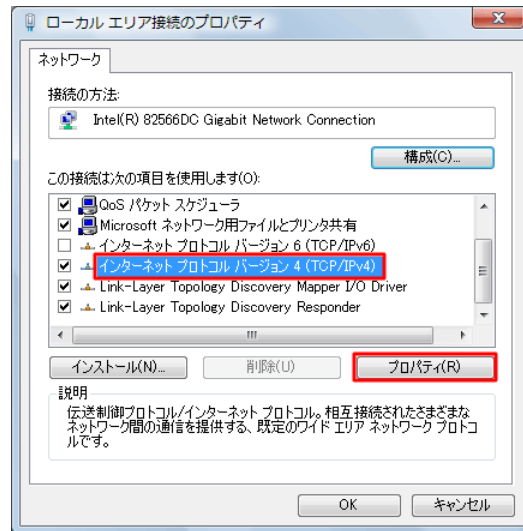 ローカル エリア接続のプロパティ
ネットワーク
接続の方法:
Intel(R) 82566DC Gigabit Network Connection
構成(C)...
この接続は次の項目を使用します(O):
QoS パケット スケジューラ
Microsoft ネットワーク用ファイルとプリンタ共有
インターネット プロトコル バージョン 6 (TCP/IPv6)
インターネット プロトコル バージョン 4 (TCP/IPv4)
Link-Layer Topology Discovery Mapper I/O Driver
Link-Layer Topology Discovery Responder
インストール(N)... 削除(U) プロパティ(R)
説明
伝送制御プロトコル/インターネット プロトコル。相互接続されたさまざまな
ネットワーク間の通信を提供する、既定のワイド エリア ネットワーク プロトコ
ルです。
OK キャンセル